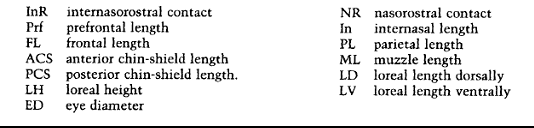 InR internasorostral contact
Prf prefrontal length
FL frontal length
ACS anterior chin-shield length
PCS posterior chin-shield length.
LH loreal height
ED eye diameter
NR nasorostral contact
In internasal length
PL parietal length
ML muzzle length
LD loreal length dorsally
LV loreal length ventrally